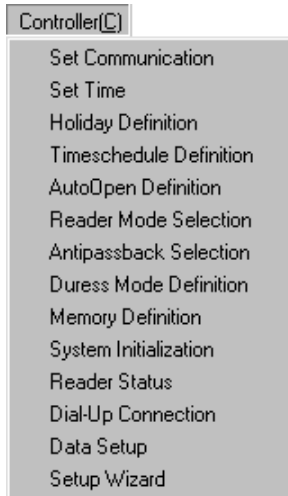 Controller(C)
Set Communication
Set Time
Holiday Definition
Timeschedule Definition
AutoOpen Definition
Reader Mode Selection
Antipassback Selection
Duress Mode Definition
Memory Definition
System Initialization
Reader Status
Dial-Up Connection
Data Setup
Setup Wizard